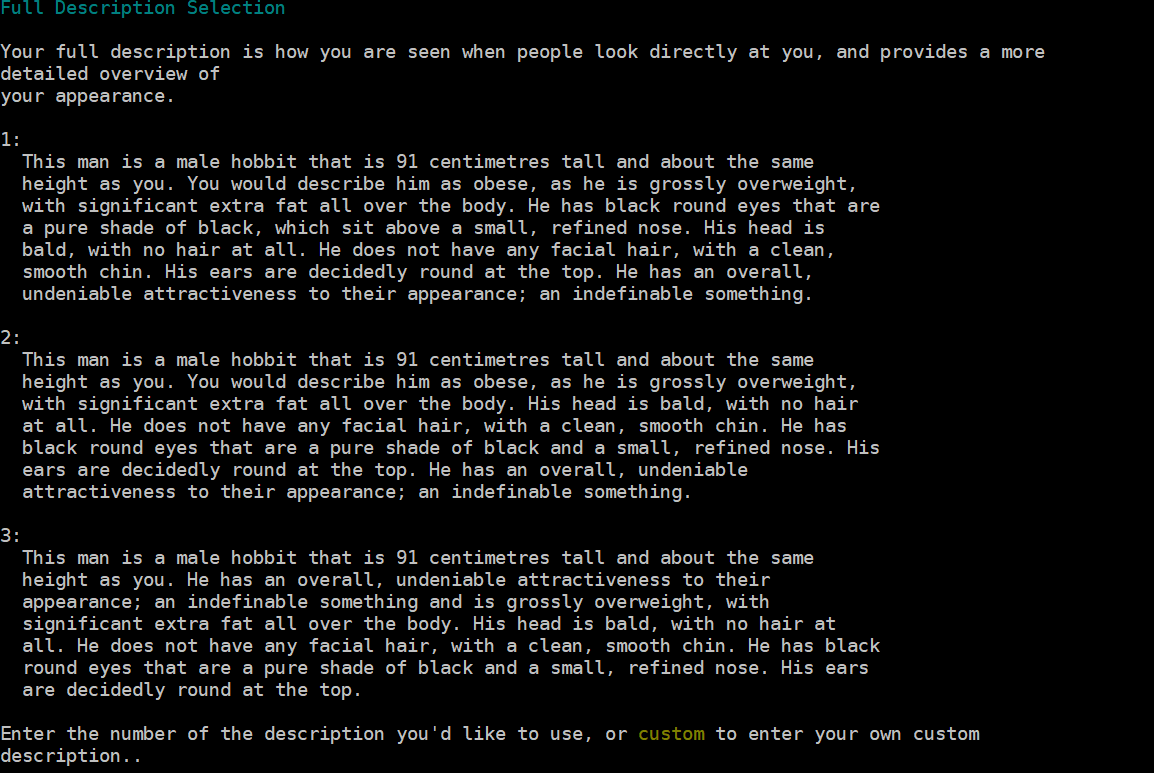 Full Description Selection
Your full description is how you are seen when people look directly at you, and provides a more
detailed overview of
your appearance.
1:
This man is a male hobbit that is 91 centimetres tall and about the same
height as you. You would describe him as obese, as he is grossly overweight,
with significant extra fat all over the body. He has black round eyes that are
a pure shade of black, which sit above a small, refined nose. His head is
bald, with no hair at all. He does not have any facial hair, with a clean,
smooth chin. His ears are decidedly round at the top. He has an overall,
undeniable attractiveness to their appearance; an indefinable something.
2:
This man is a male hobbit that is 91 centimetres tall and about the same
height as you. You would describe him as obese, as he is grossly overweight,
with significant extra fat all over the body. His head is bald, with no hair
at all. He does not have any facial hair, with a clean, smooth chin. He has
black round eyes that are a pure shade of black and a small, refined nose. His
ears are decidedly round at the top. He has an overall, undeniable
attractiveness to their appearance; an indefinable something.
3:
This man is a male hobbit that is 91 centimetres tall and about the same
height as you. He has an overall, undeniable attractiveness to their
appearance; an indefinable something and is grossly overweight, with
significant extra fat all over the body. His head is bald, with no hair at
all. He does not have any facial hair, with a clean, smooth chin. He has black
round eyes that are a pure shade of black and a small, refined nose. His ears
are decidedly round at the top.
Enter the number of the description you'd like to use, or custom to enter your own custom
description..